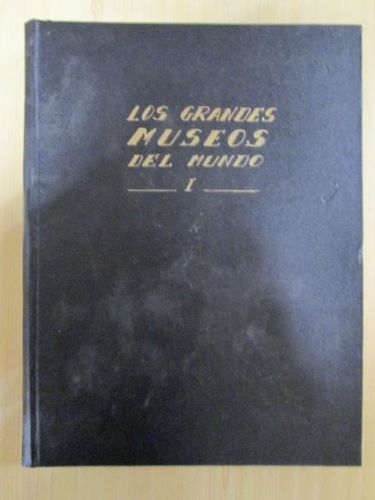 LOS GRANDES
MUSEOS
DEL MUNDO
I